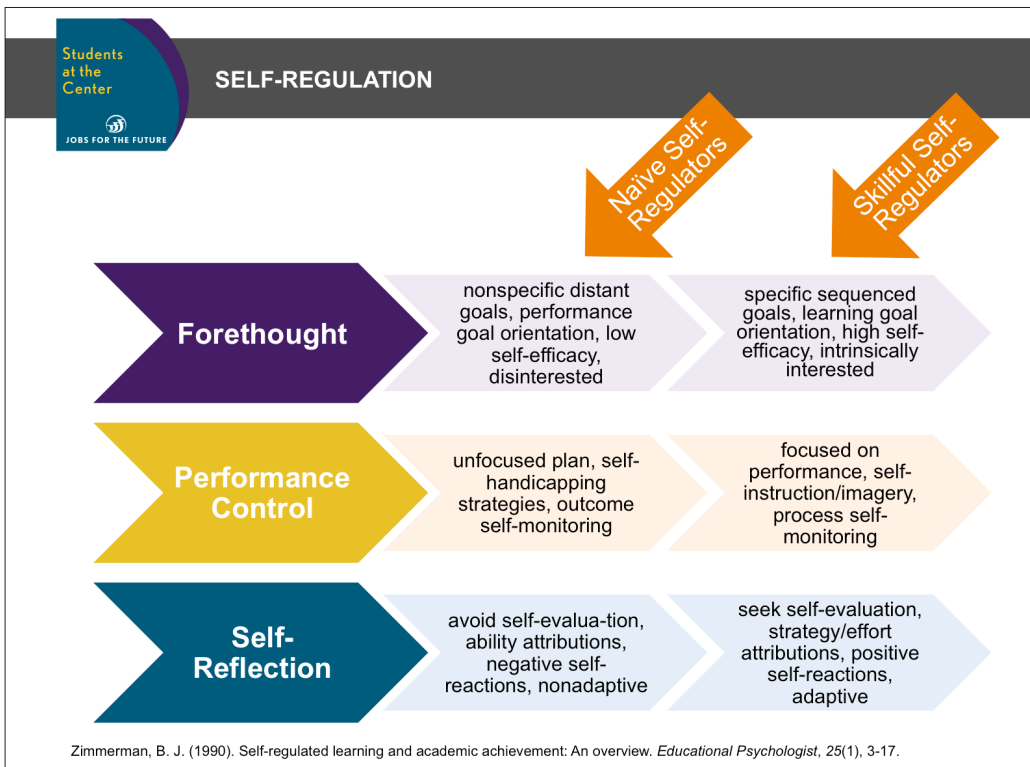 Students
at the
Center
JOBS FOR THE FUTURE
SELF-REGULATION
Naïve Self-
Regulators
Skillful Self-
Regulators
Forethought
nonspecific distant
goals, performance
goal orientation, low
self-efficacy,
disinterested
specific sequenced
goals, learning goal
orientation, high self-
efficacy, intrinsically
interested
Performance
Control
unfocused plan, self-
handicapping
strategies, outcome
self-monitoring
focused on
performance, self-
instruction/imagery,
process self-
monitoring
Self-
Reflection
avoid self-evalua-tion,
ability attributions,
negative self-
reactions, nonadaptive
seek self-evaluation,
strategy/effort
attributions, positive
self-reactions,
adaptive
Zimmerman, B. J. (1990). Self-regulated learning and academic achievement: An overview. Educational Psychologist, 25(1), 3-17.